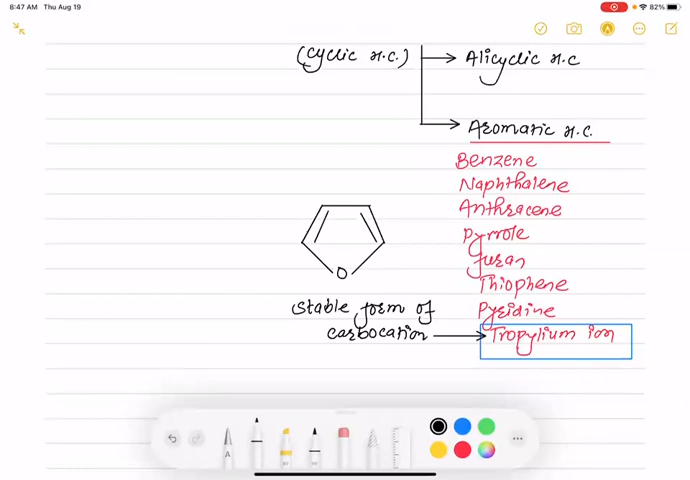 8:47 AM Thu Aug 19
82%
(cyclic H.C.)
Alicyclic H.C
Aromatic H.C.
Benzene
Naphthalene
Anthracene
Pyrrole
Furan
Thiophene
O
Stable form of
Pyridine
carbocation
Tropylium ion
A